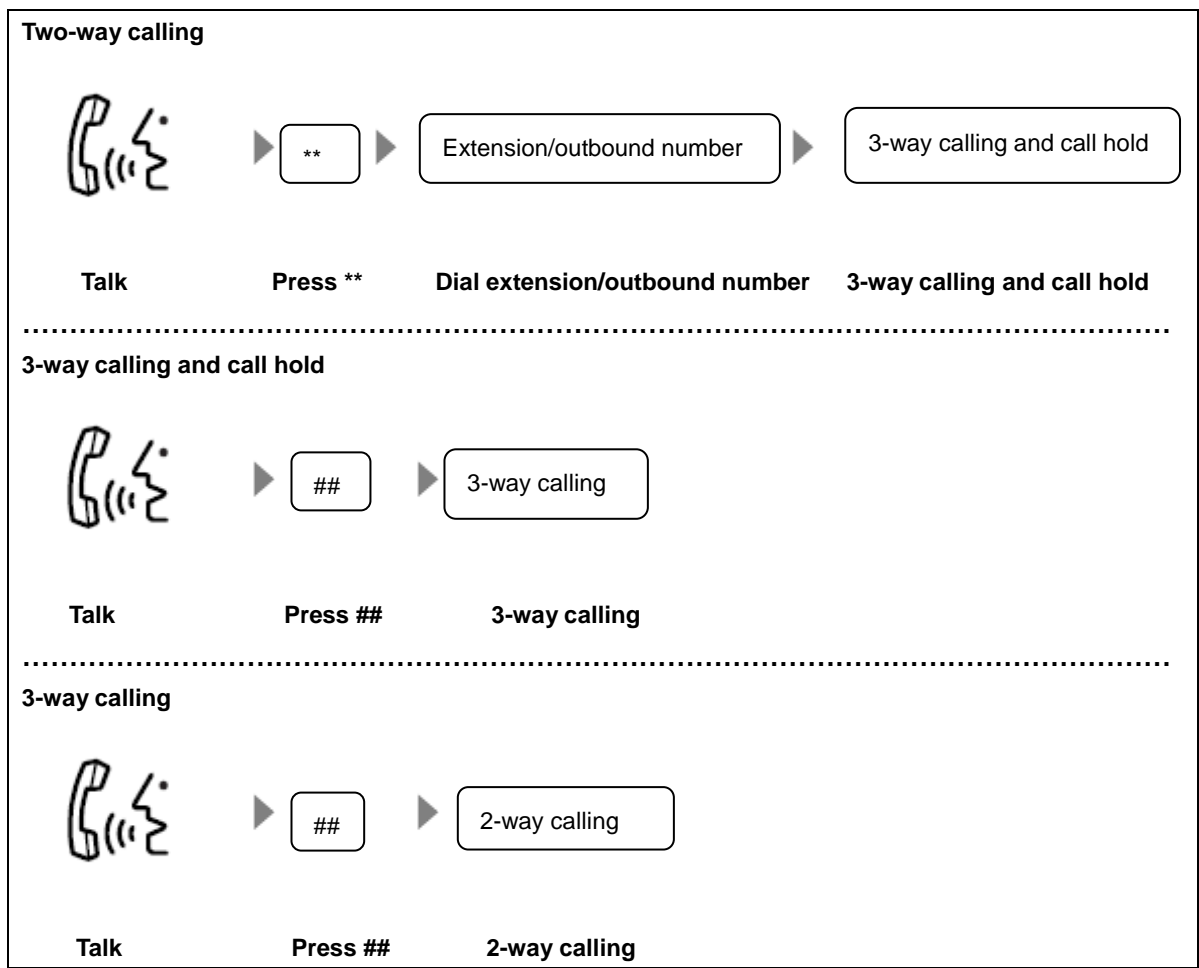 Two-way calling
** Extension/outbound number 3-way calling and call hold
Talk Press ** Dial extension/outbound number 3-way calling and call hold
3-way calling and call hold
## 3-way calling
Talk Press ## 3-way calling
3-way calling
## 2-way calling
Talk Press ## 2-way calling